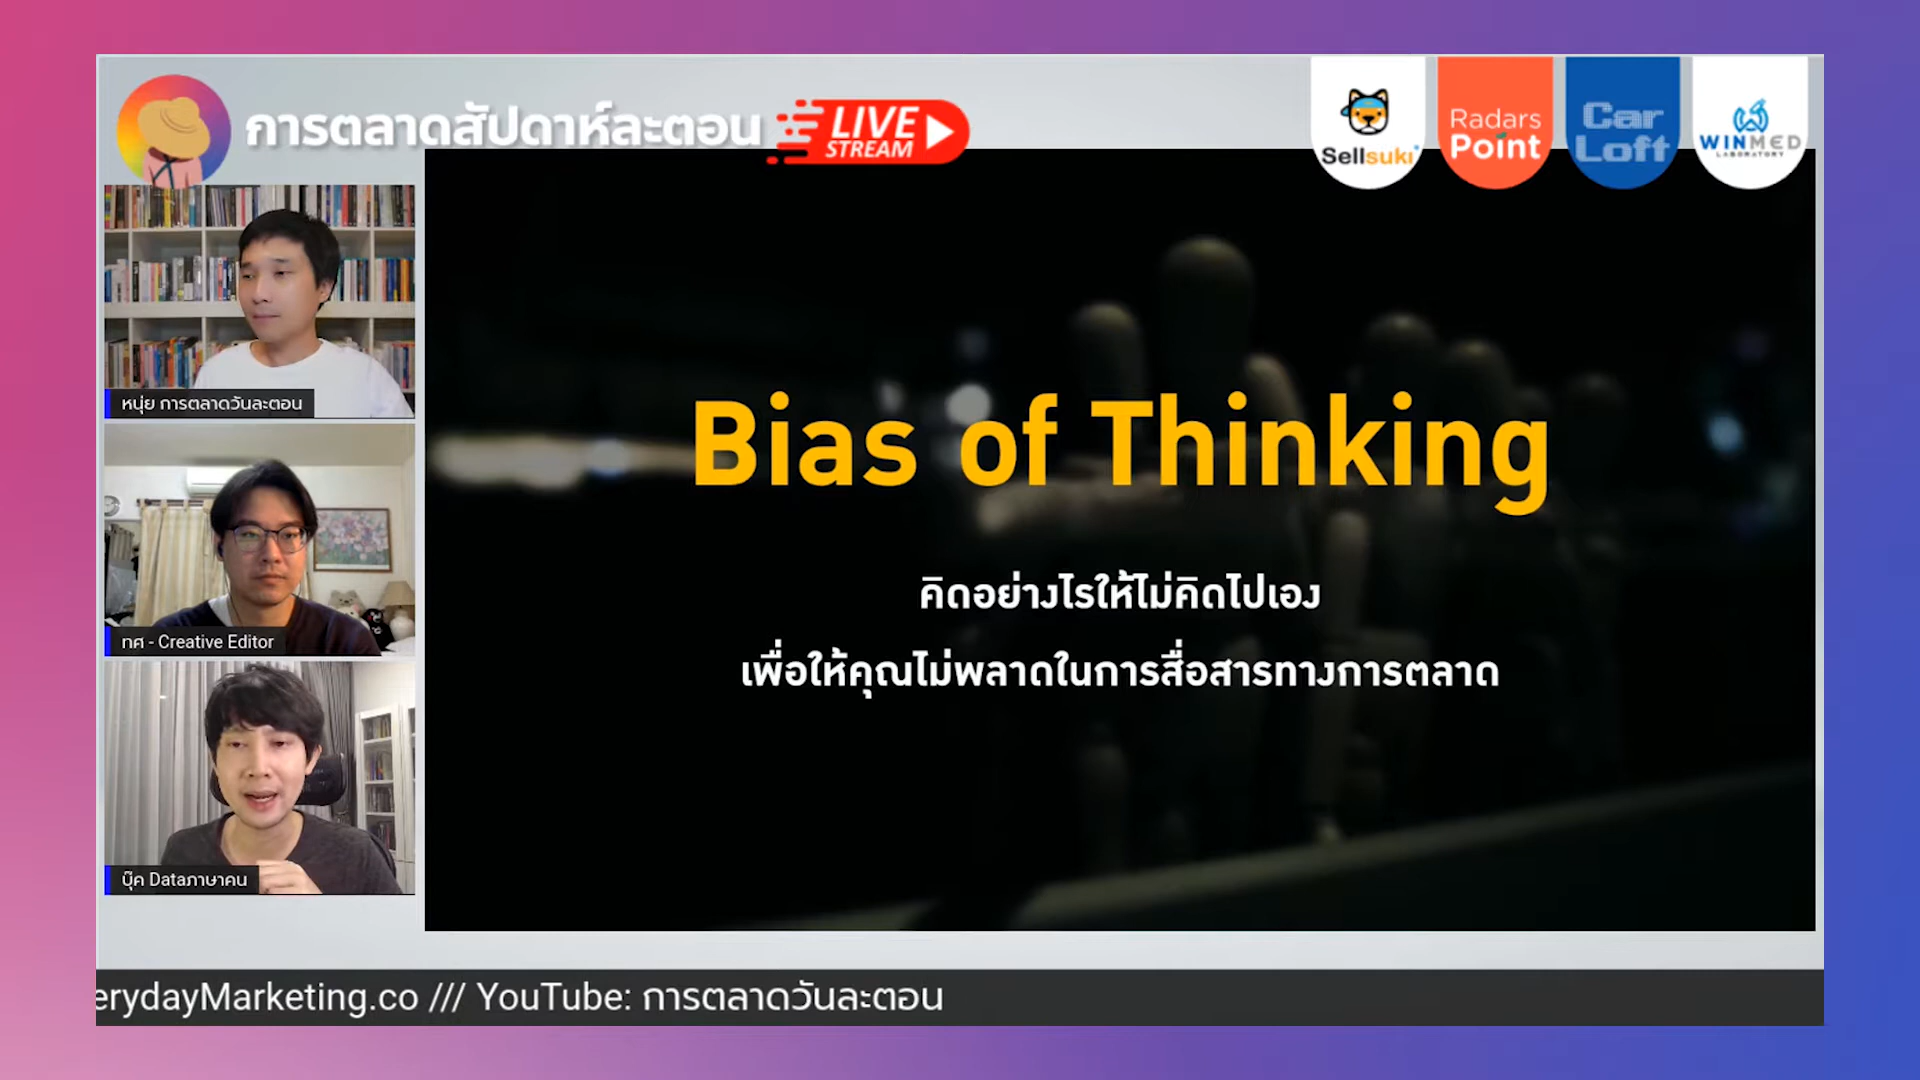 การตลาดสัปดาห์ละตอน
LIVE
STREAM
Sellsuki
Radars
Point
Car
Loft
WINMED
LABORATORY
หนุ่ย การตลาดวันละตอน
ทศ - Creative Editor
บุ๊ค Dataภาษาคน
Bias of Thinking
คิดอย่างไรให้ไม่คิดไปเอง
เพื่อให้คุณไม่พลาดในการสื่อสารทางการตลาด
erydayMarketing.co /// YouTube: การตลาดวันละตอน